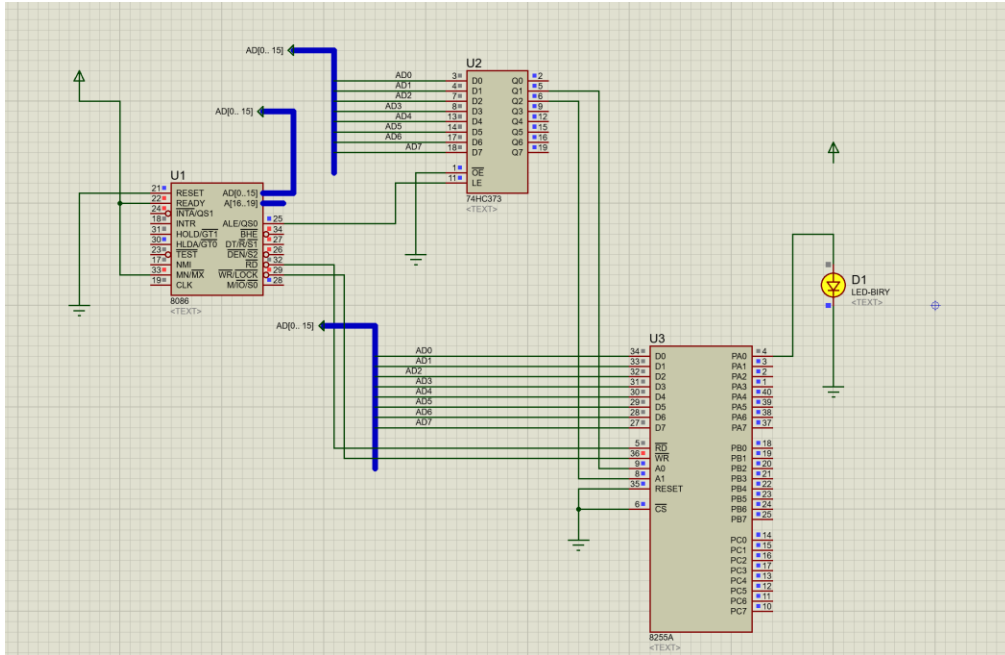 AD[0.. 15]
AD[0.. 15]
U2
AD0 3 D0 Q0 2
AD1 4 D1 Q1 5
AD2 7 D2 Q2 6
AD3 8 D3 Q3 9
AD4 13 D4 Q4 12
AD5 14 D5 Q5 15
AD6 17 D6 Q6 16
AD7 18 D7 Q7 19
1 OE
11 LE
74HC373
<TEXT>
U1
21 RESET AD[0..15]
22 READY A[16..19]
24 INTA/QS1
18 INTR ALE/QS0 25
31 HOLD/GT1 BHE 34
30 HLDA/GT0 DT/R/S1 27
23 TEST DEN/S2 26
17 NMI RD 32
33 MN/MX WR/LOCK 29
19 CLK M/IO/S0 28
8086
<TEXT>
D1
LED-BIRY
<TEXT>
AD[0.. 15]
U3
AD0 34 D0 PA0 4
AD1 33 D1 PA1 3
AD2 32 D2 PA2 2
AD3 31 D3 PA3 1
AD4 30 D4 PA4 40
AD5 29 D5 PA5 39
AD6 28 D6 PA6 38
AD7 27 D7 PA7 37
5 RD PB0 18
36 WR PB1 19
9 A0 PB2 20
8 A1 PB3 21
35 RESET PB4 22
PB5 23
6 CS PB6 24
PB7 25
PC0 14
PC1 15
PC2 16
PC3 17
PC4 13
PC5 12
PC6 11
PC7 10
8255A
<TEXT>